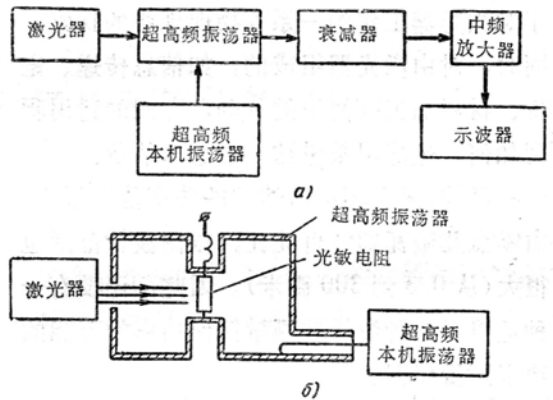 激光器
超高频振荡器
衰减器
中频
放大器
超高频
本机振荡器
示波器
а)
超高频振荡器
光敏电阻
激光器
超高频
本机振荡器
б)